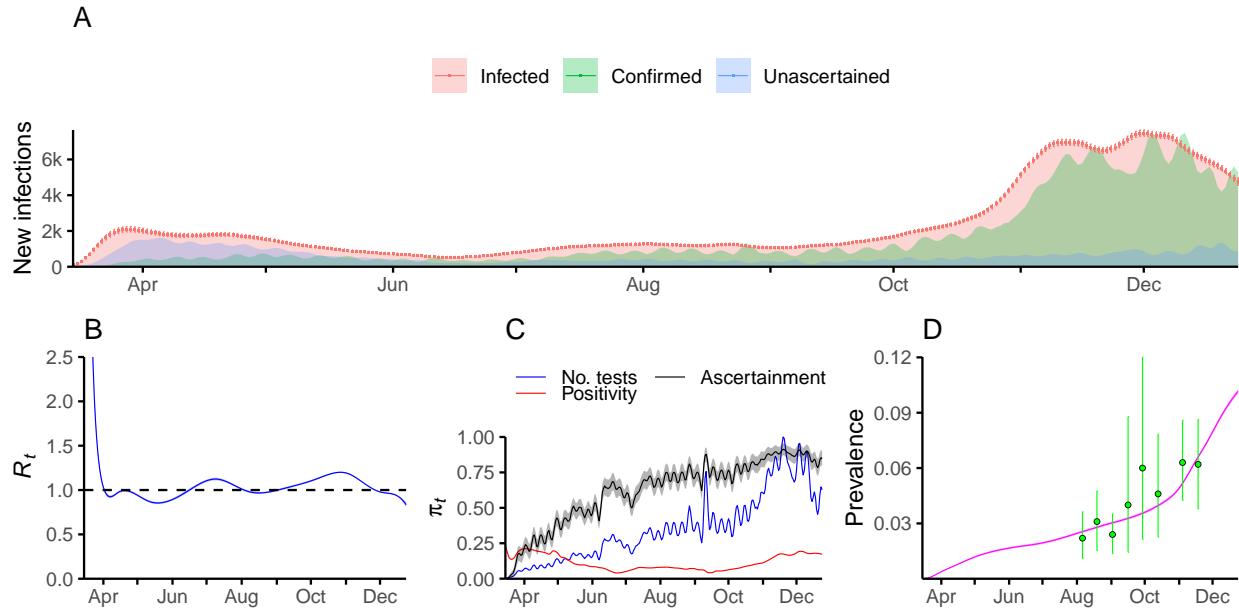 A
Infected Confirmed Unascertained
New infections
6k
4k
2k
0
Apr Jun Aug Oct Dec
B
R_t
2.5
2.0
1.5
1.0
0.5
0.0
Apr Jun Aug Oct Dec
C
No. tests Ascertainment
Positivity
π_t
1.00
0.75
0.50
0.25
0.00
Apr Jun Aug Oct Dec
D
Prevalence
0.12
0.09
0.06
0.03
Apr Jun Aug Oct Dec